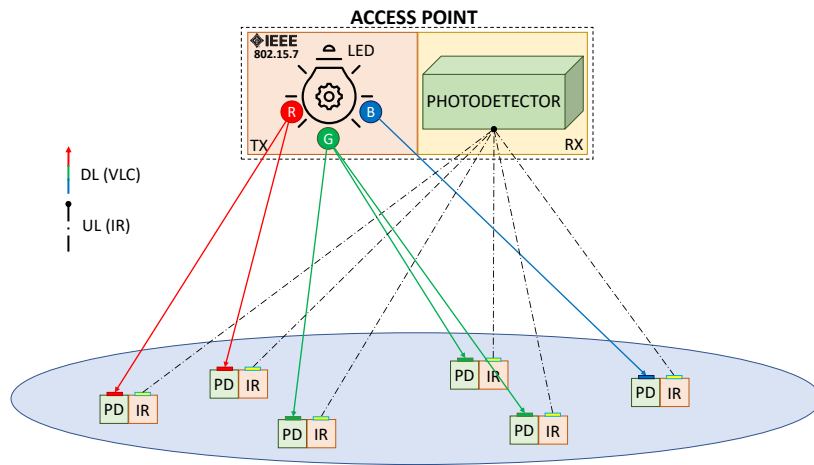 ACCESS POINT
IEEE
802.15.7
LED
R
B
G
TX
PHOTODETECTOR
RX
DL (VLC)
UL (IR)
PD IR
PD IR
PD IR
PD IR
PD IR
PD IR